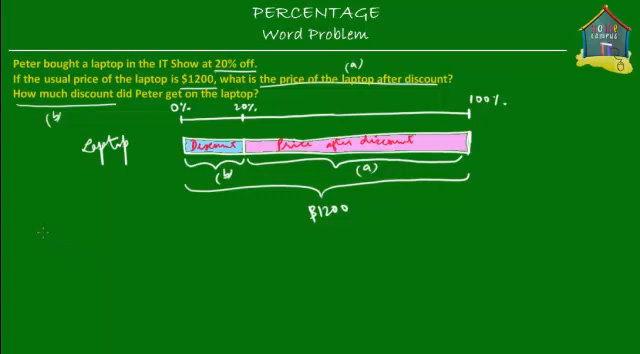 PERCENTAGE
Word Problem
HOME CAMPUS
Peter bought a laptop in the IT Show at 20% off.
(a)
If the usual price of the laptop is $1200, what is the price of the laptop after discount?
How much discount did Peter get on the laptop?
(b)
0% 20% 100%
Laptop Discount Price after discount
(b) (a)
$1200